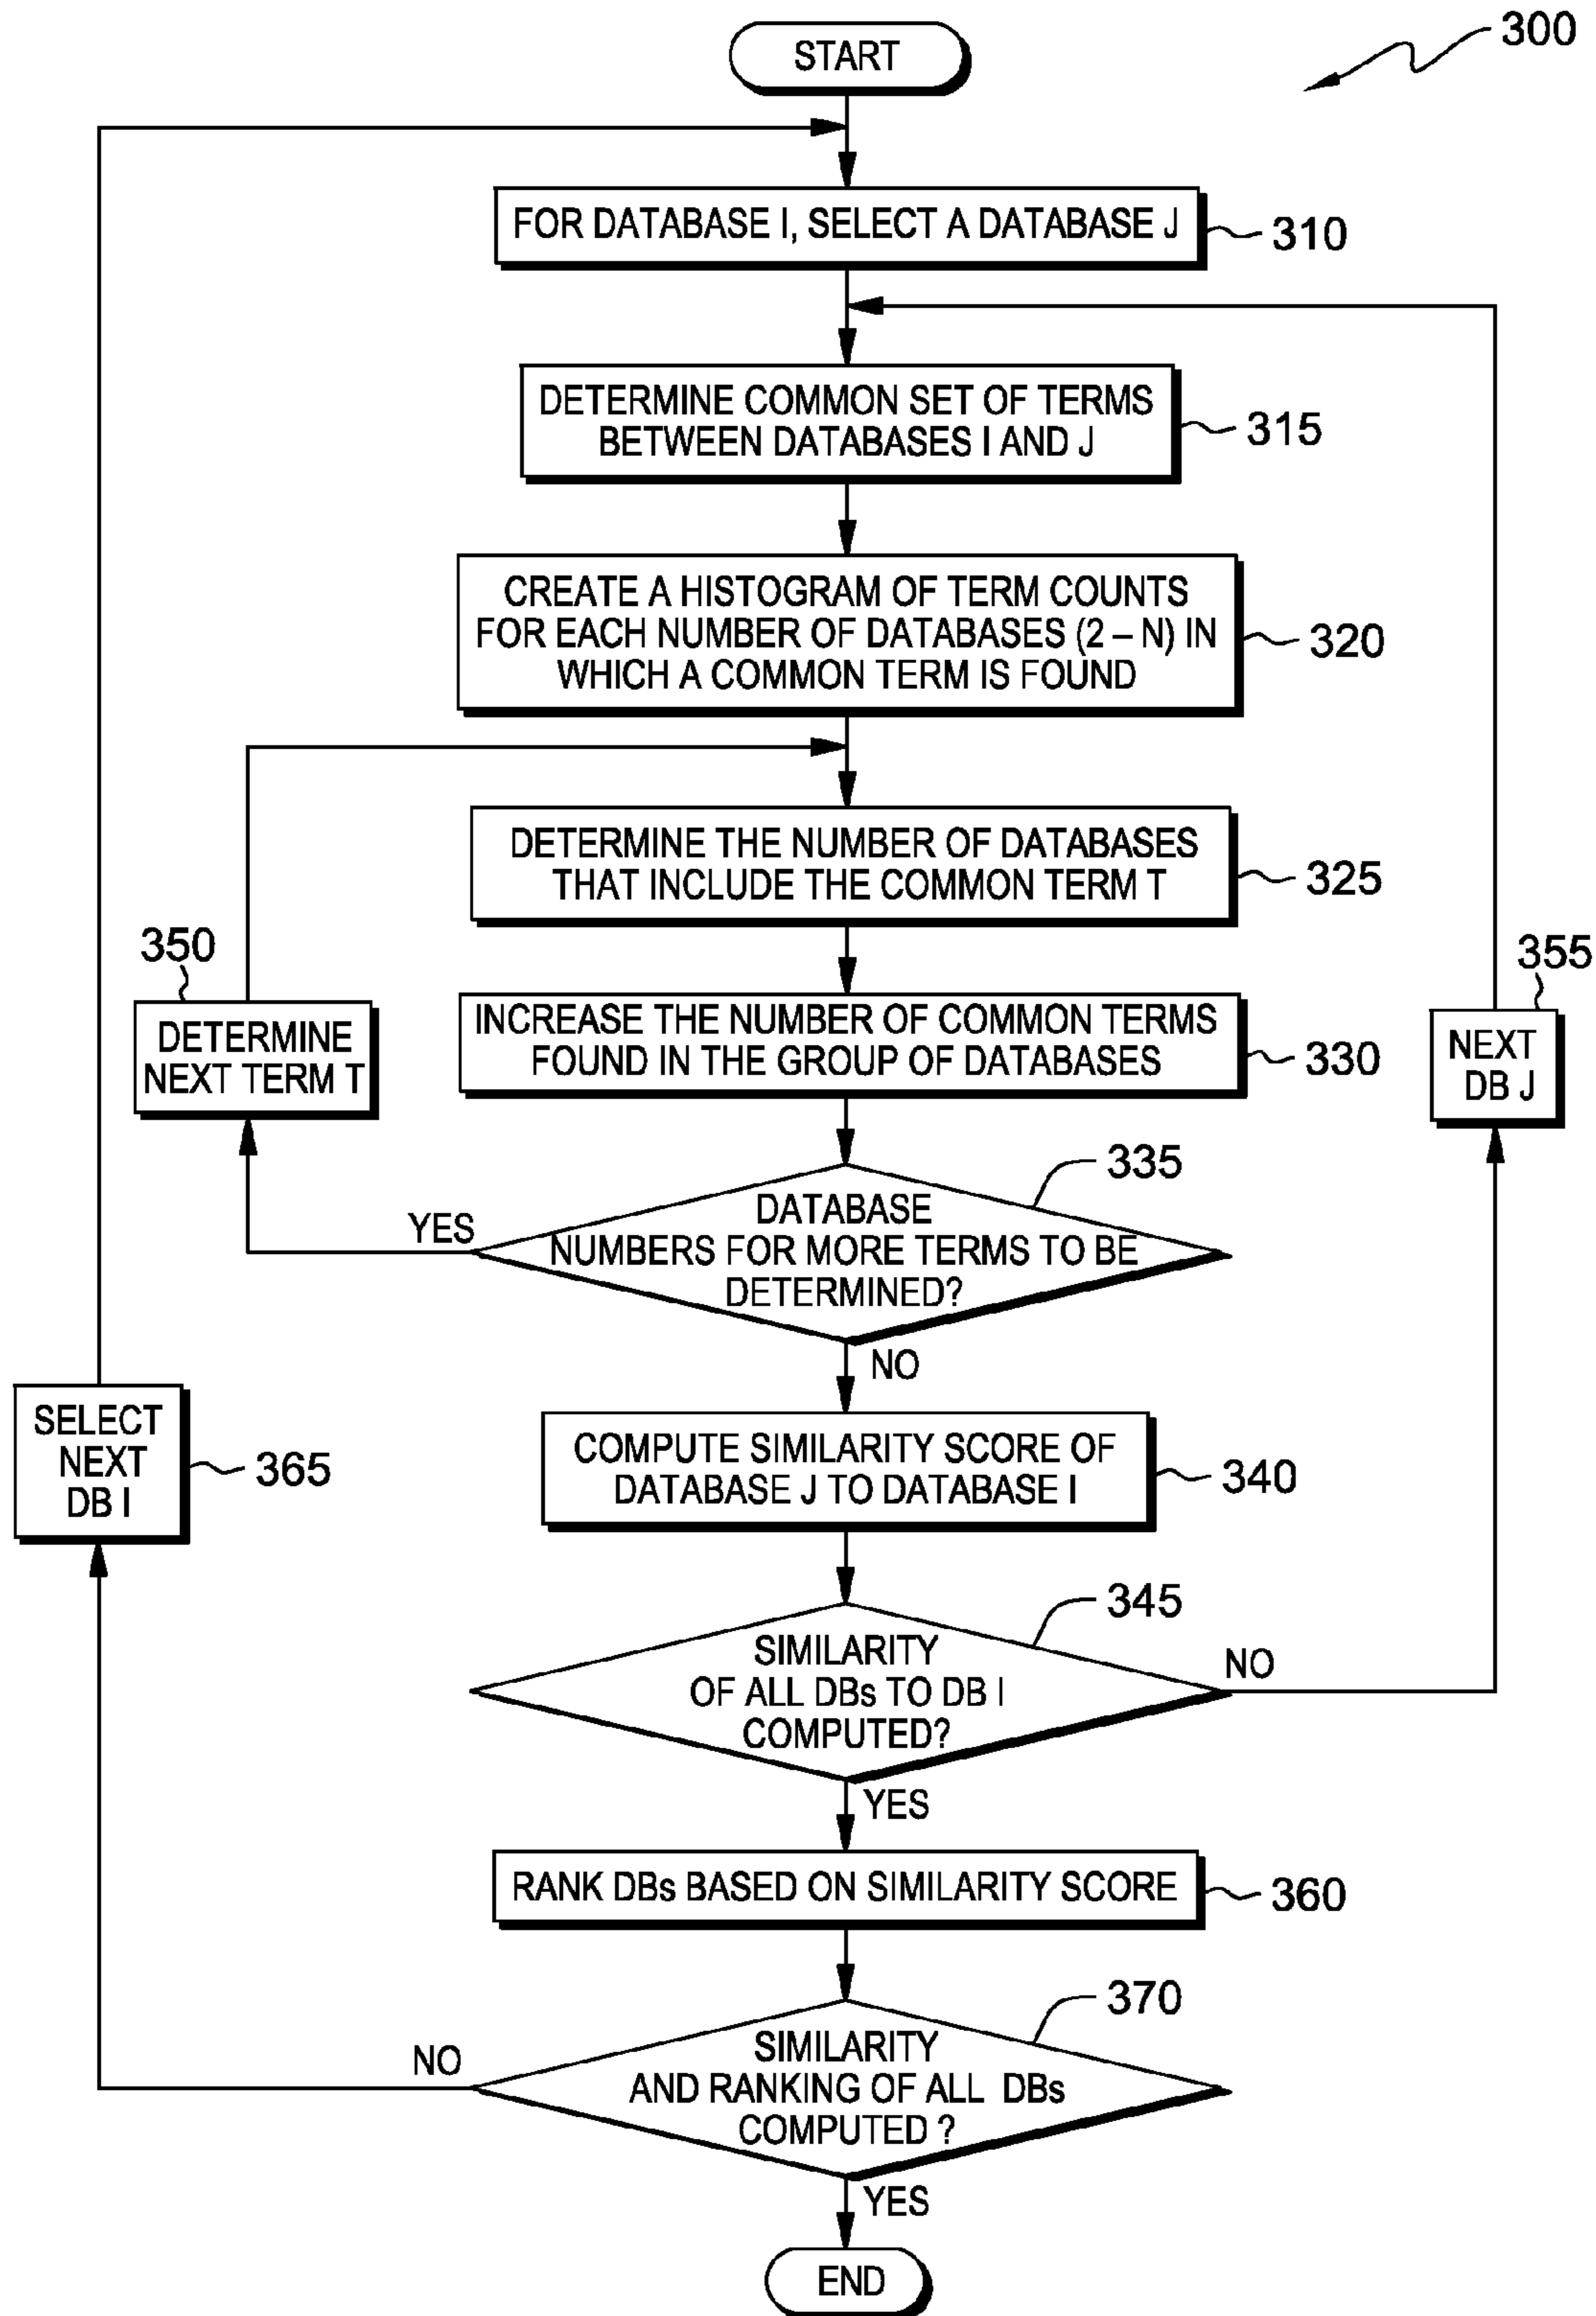 300
START
FOR DATABASE I, SELECT A DATABASE J
310
DETERMINE COMMON SET OF TERMS
BETWEEN DATABASES I AND J
315
CREATE A HISTOGRAM OF TERM COUNTS
FOR EACH NUMBER OF DATABASES (2 – N) IN
WHICH A COMMON TERM IS FOUND
320
DETERMINE THE NUMBER OF DATABASES
THAT INCLUDE THE COMMON TERM T
325
350
DETERMINE
NEXT TERM T
INCREASE THE NUMBER OF COMMON TERMS
FOUND IN THE GROUP OF DATABASES
330
355
NEXT
DB J
335
YES
DATABASE
NUMBERS FOR MORE TERMS TO BE
DETERMINED?
NO
SELECT
NEXT
DB I
365
COMPUTE SIMILARITY SCORE OF
DATABASE J TO DATABASE I
340
345
SIMILARITY
OF ALL DBs TO DB I
COMPUTED?
NO
YES
RANK DBs BASED ON SIMILARITY SCORE
360
370
NO
SIMILARITY
AND RANKING OF ALL DBs
COMPUTED ?
YES
END